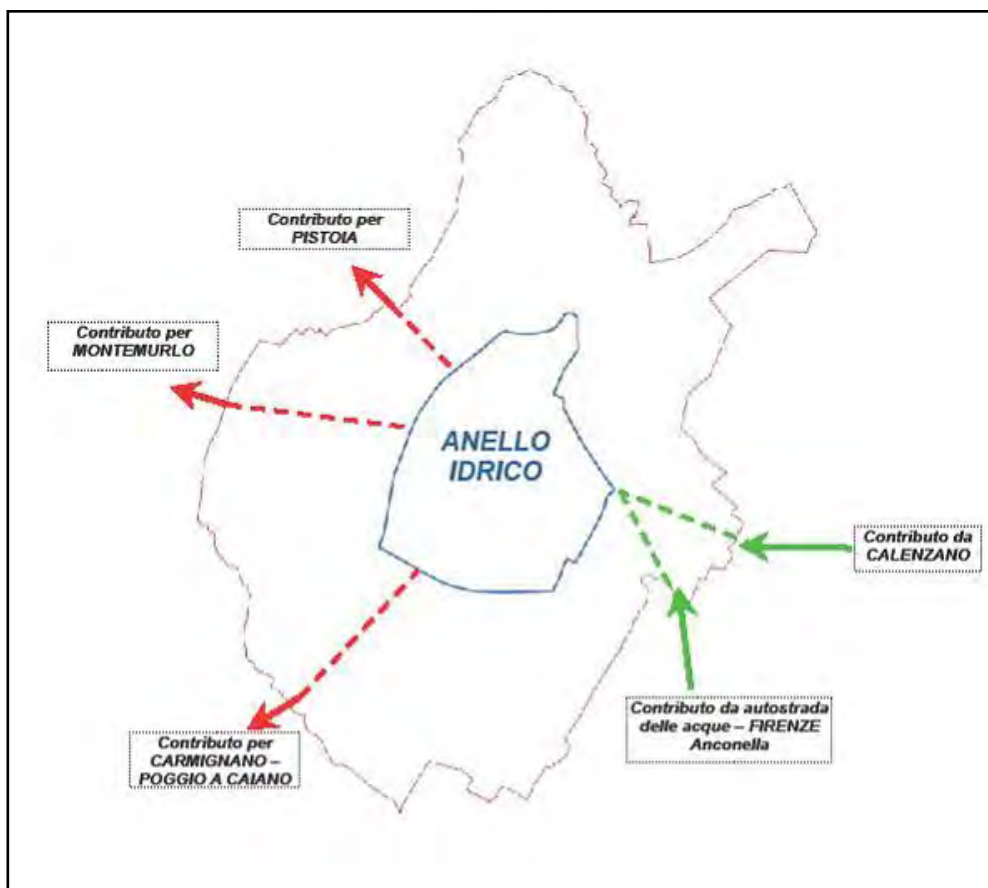 Contributo per
PISTOIA
Contributo per
MONTEMURLO
ANELLO
IDRICO
Contributo da
CALENZANO
Contributo da autostrada
delle acque – FIRENZE
Anconella
Contributo per
CARMIGNANO –
POGGIO A CAIANO